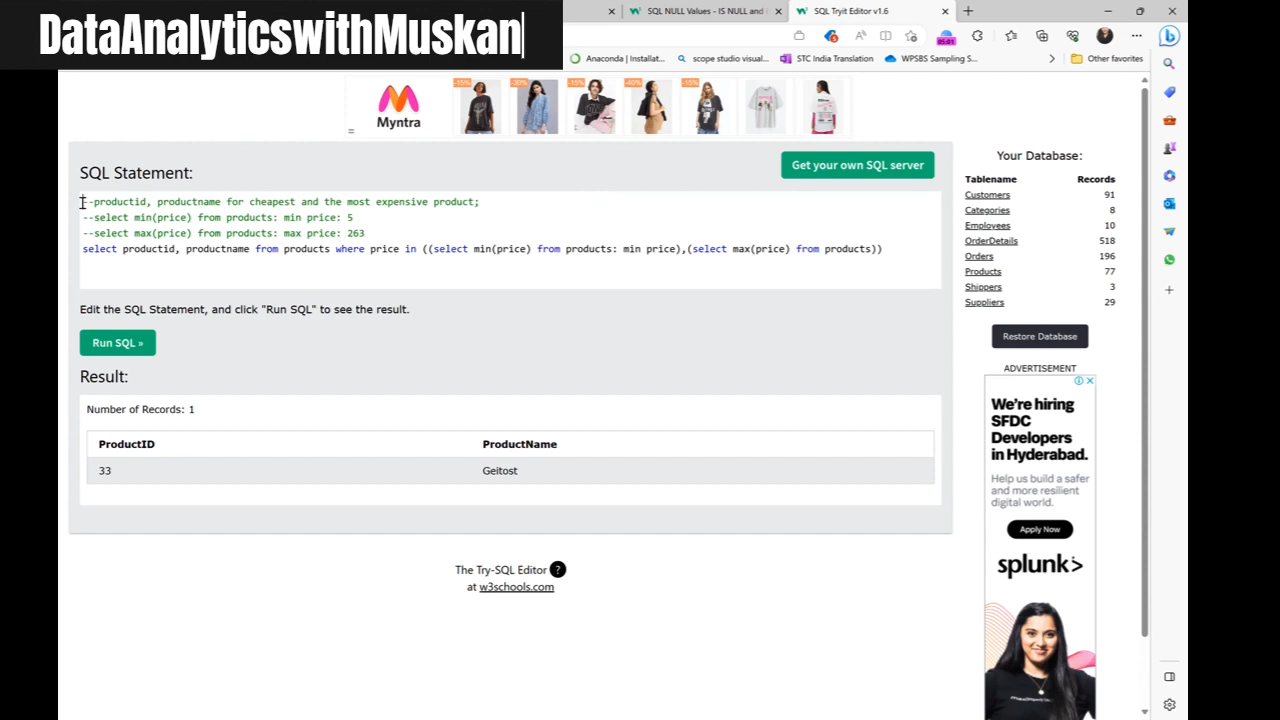 DataAnalyticswithMuskan
SQL NULL Values - IS NULL and
SQL Tryit Editor v1.6
Anaconda | Installat...
scope studio visual...
STC India Translation
WPSBS Sampling S...
Other favorites
Myntra
-15%
-30%
-15%
-40%
-10%
Get your own SQL server
SQL Statement:
--productid, productname for cheapest and the most expensive product;
--select min(price) from products: min price: 5
--select max(price) from products: max price: 263
select productid, productname from products where price in ((select min(price) from products: min price),(select max(price) from products))
Edit the SQL Statement, and click "Run SQL" to see the result.
Run SQL »
Result:
Number of Records: 1
ProductID ProductName
33 Geitost
The Try-SQL Editor ?
at w3schools.com
Your Database:
Tablename Records
Customers 91
Categories 8
Employees 10
OrderDetails 518
Orders 196
Products 77
Shippers 3
Suppliers 29
Restore Database
ADVERTISEMENT
We're hiring
SFDC
Developers
in Hyderabad.
Help us build a safer
and more resilient
digital world.
Apply Now
splunk>